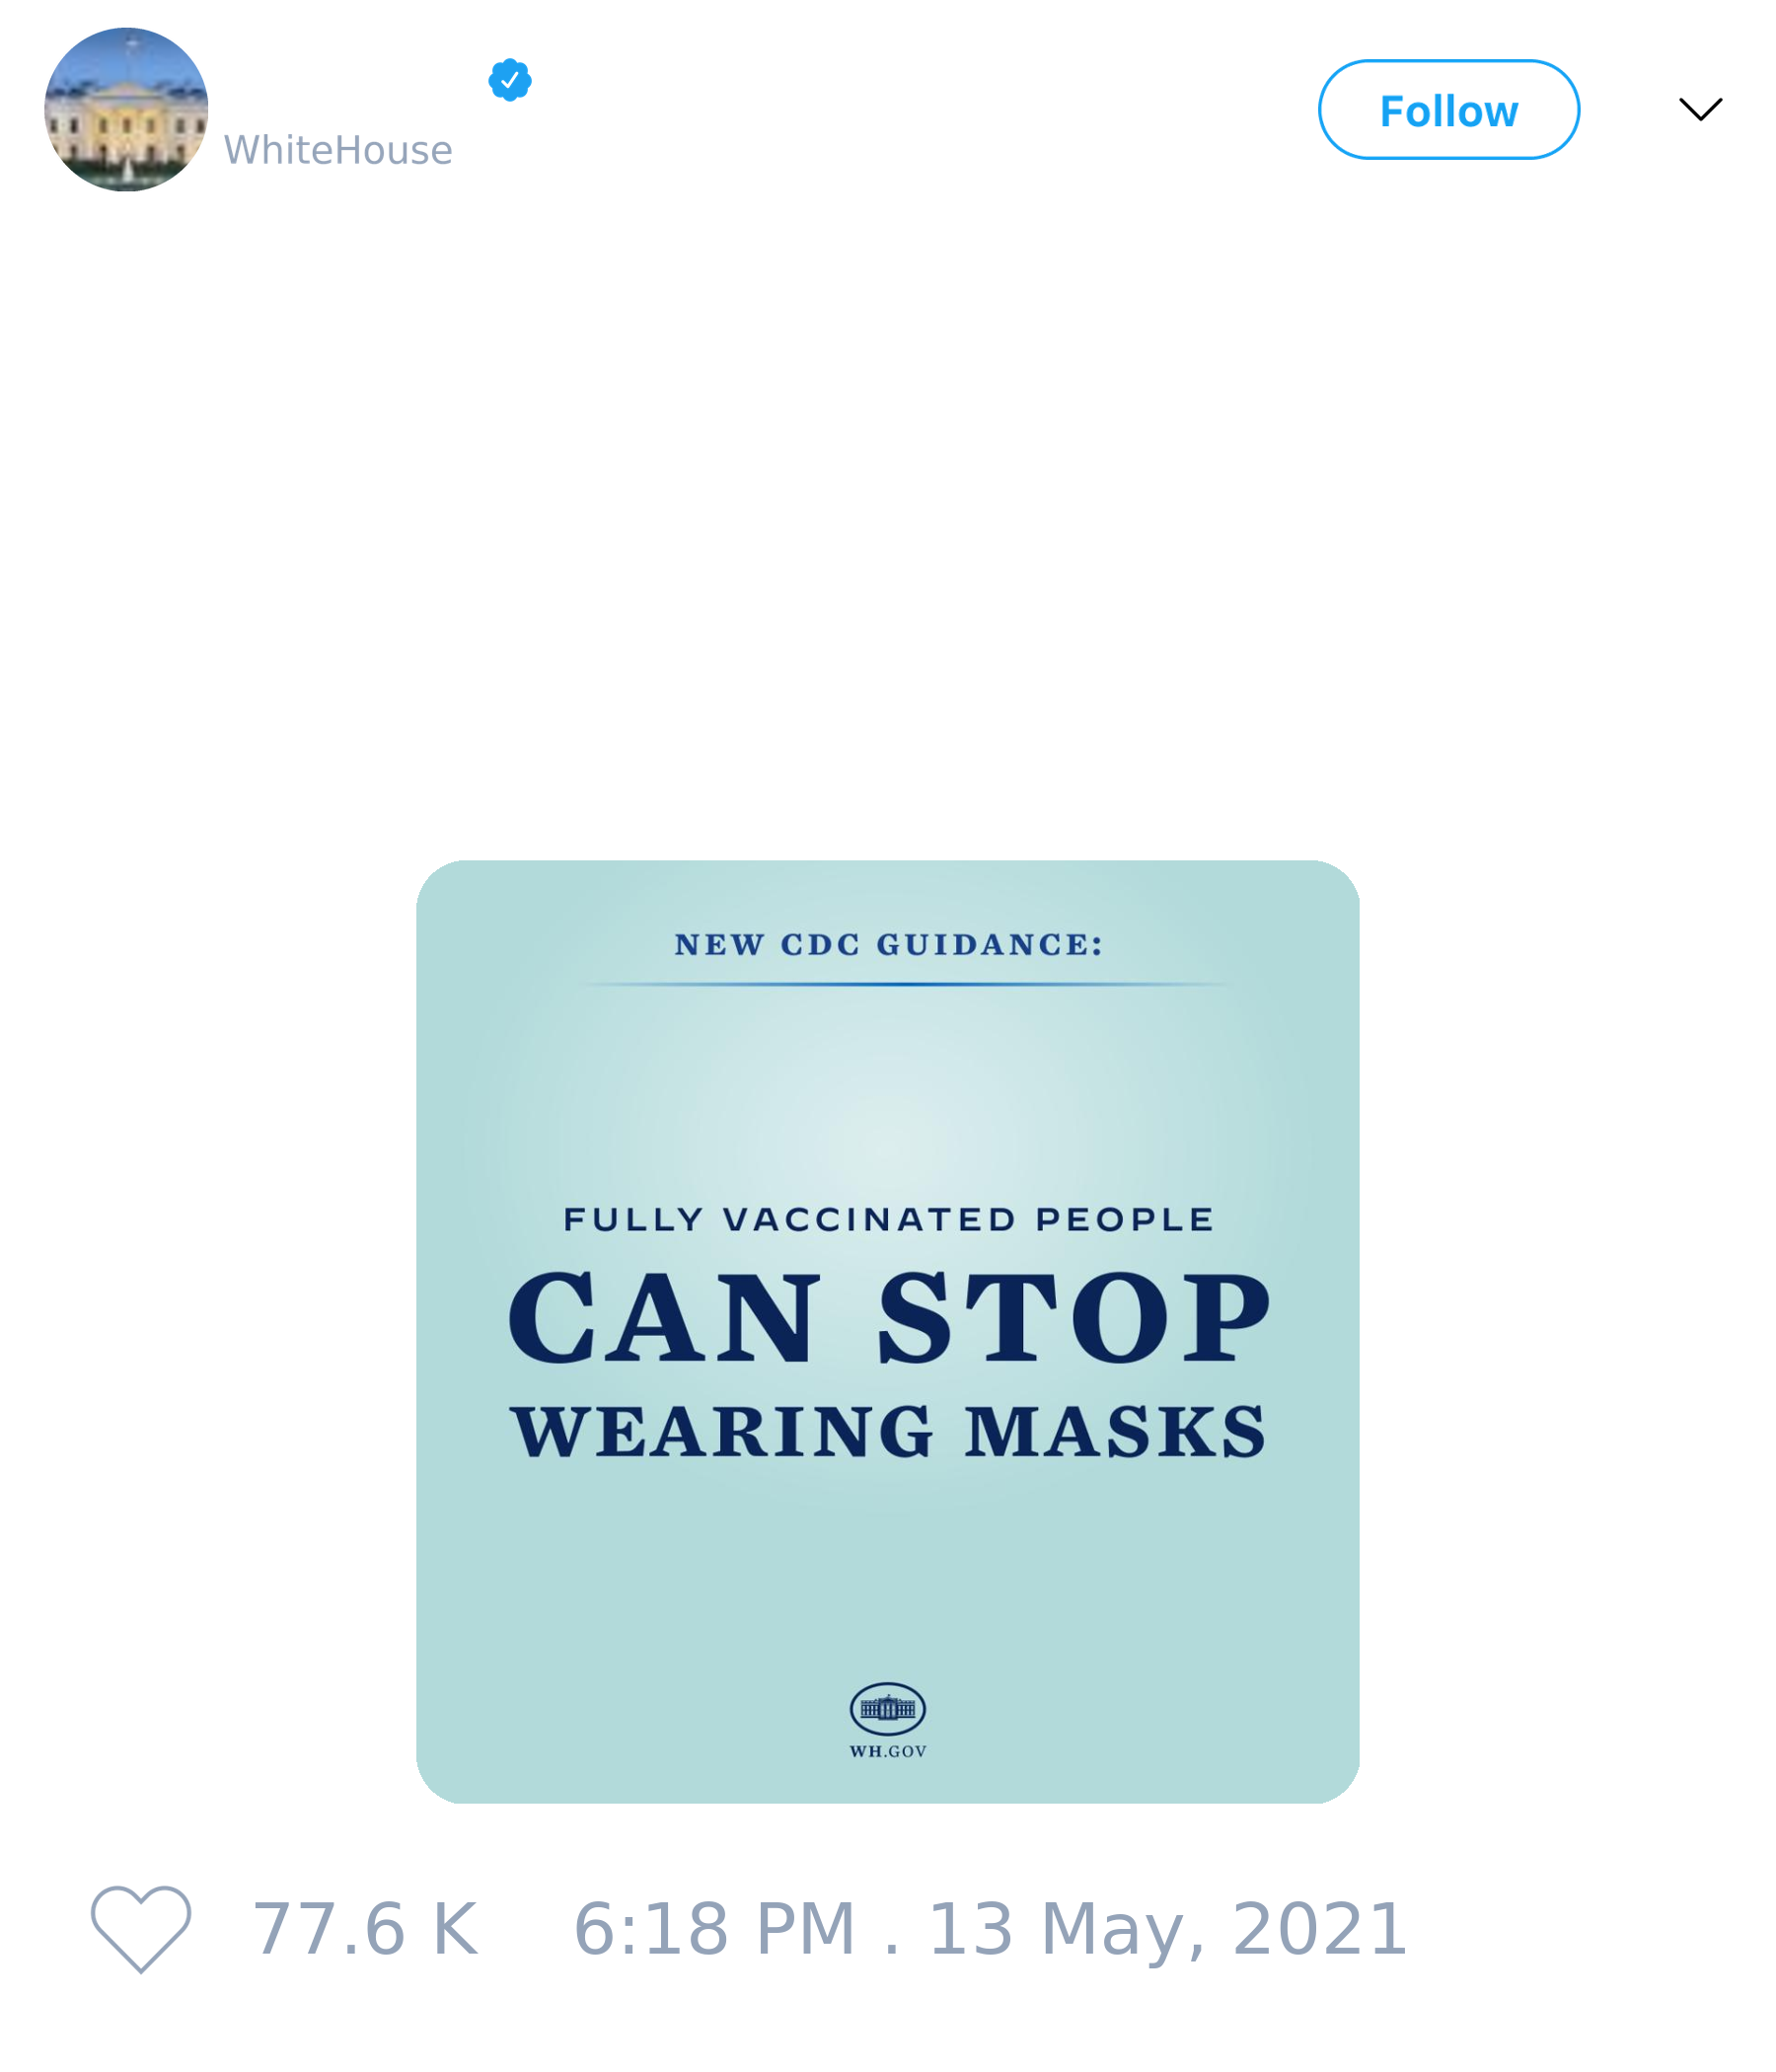 WhiteHouse
Follow
NEW CDC GUIDANCE:
FULLY VACCINATED PEOPLE
CAN STOP
WEARING MASKS
WH.GOV
77.6 K 6:18 PM . 13 May, 2021